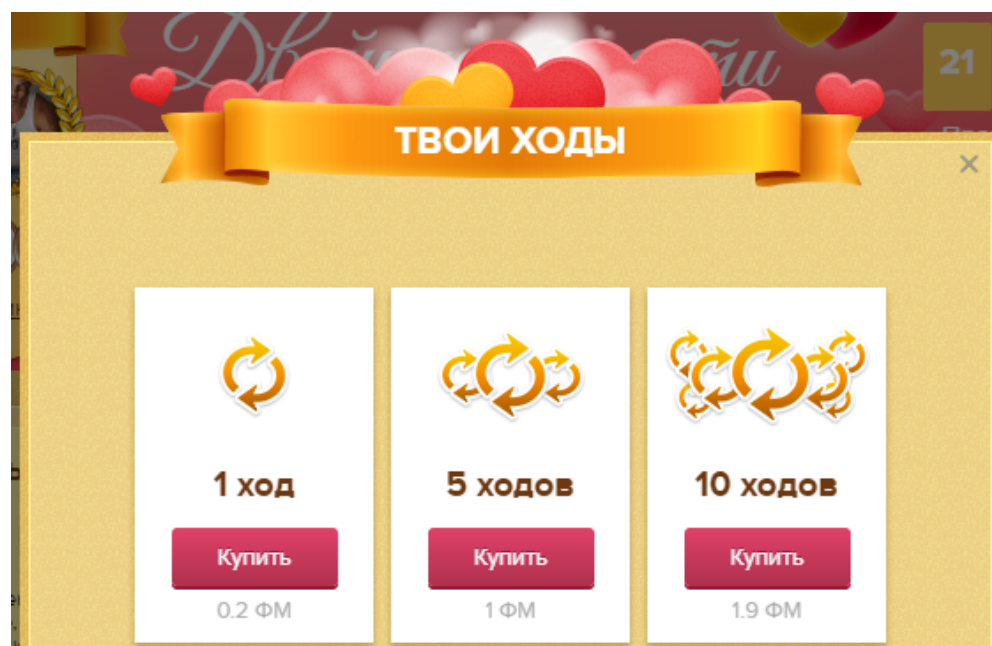 21
ТВОИ ХОДЫ
1 ход
5 ходов
10 ходов
Купить
Купить
Купить
0.2 ФМ
1 ФМ
1.9 ФМ